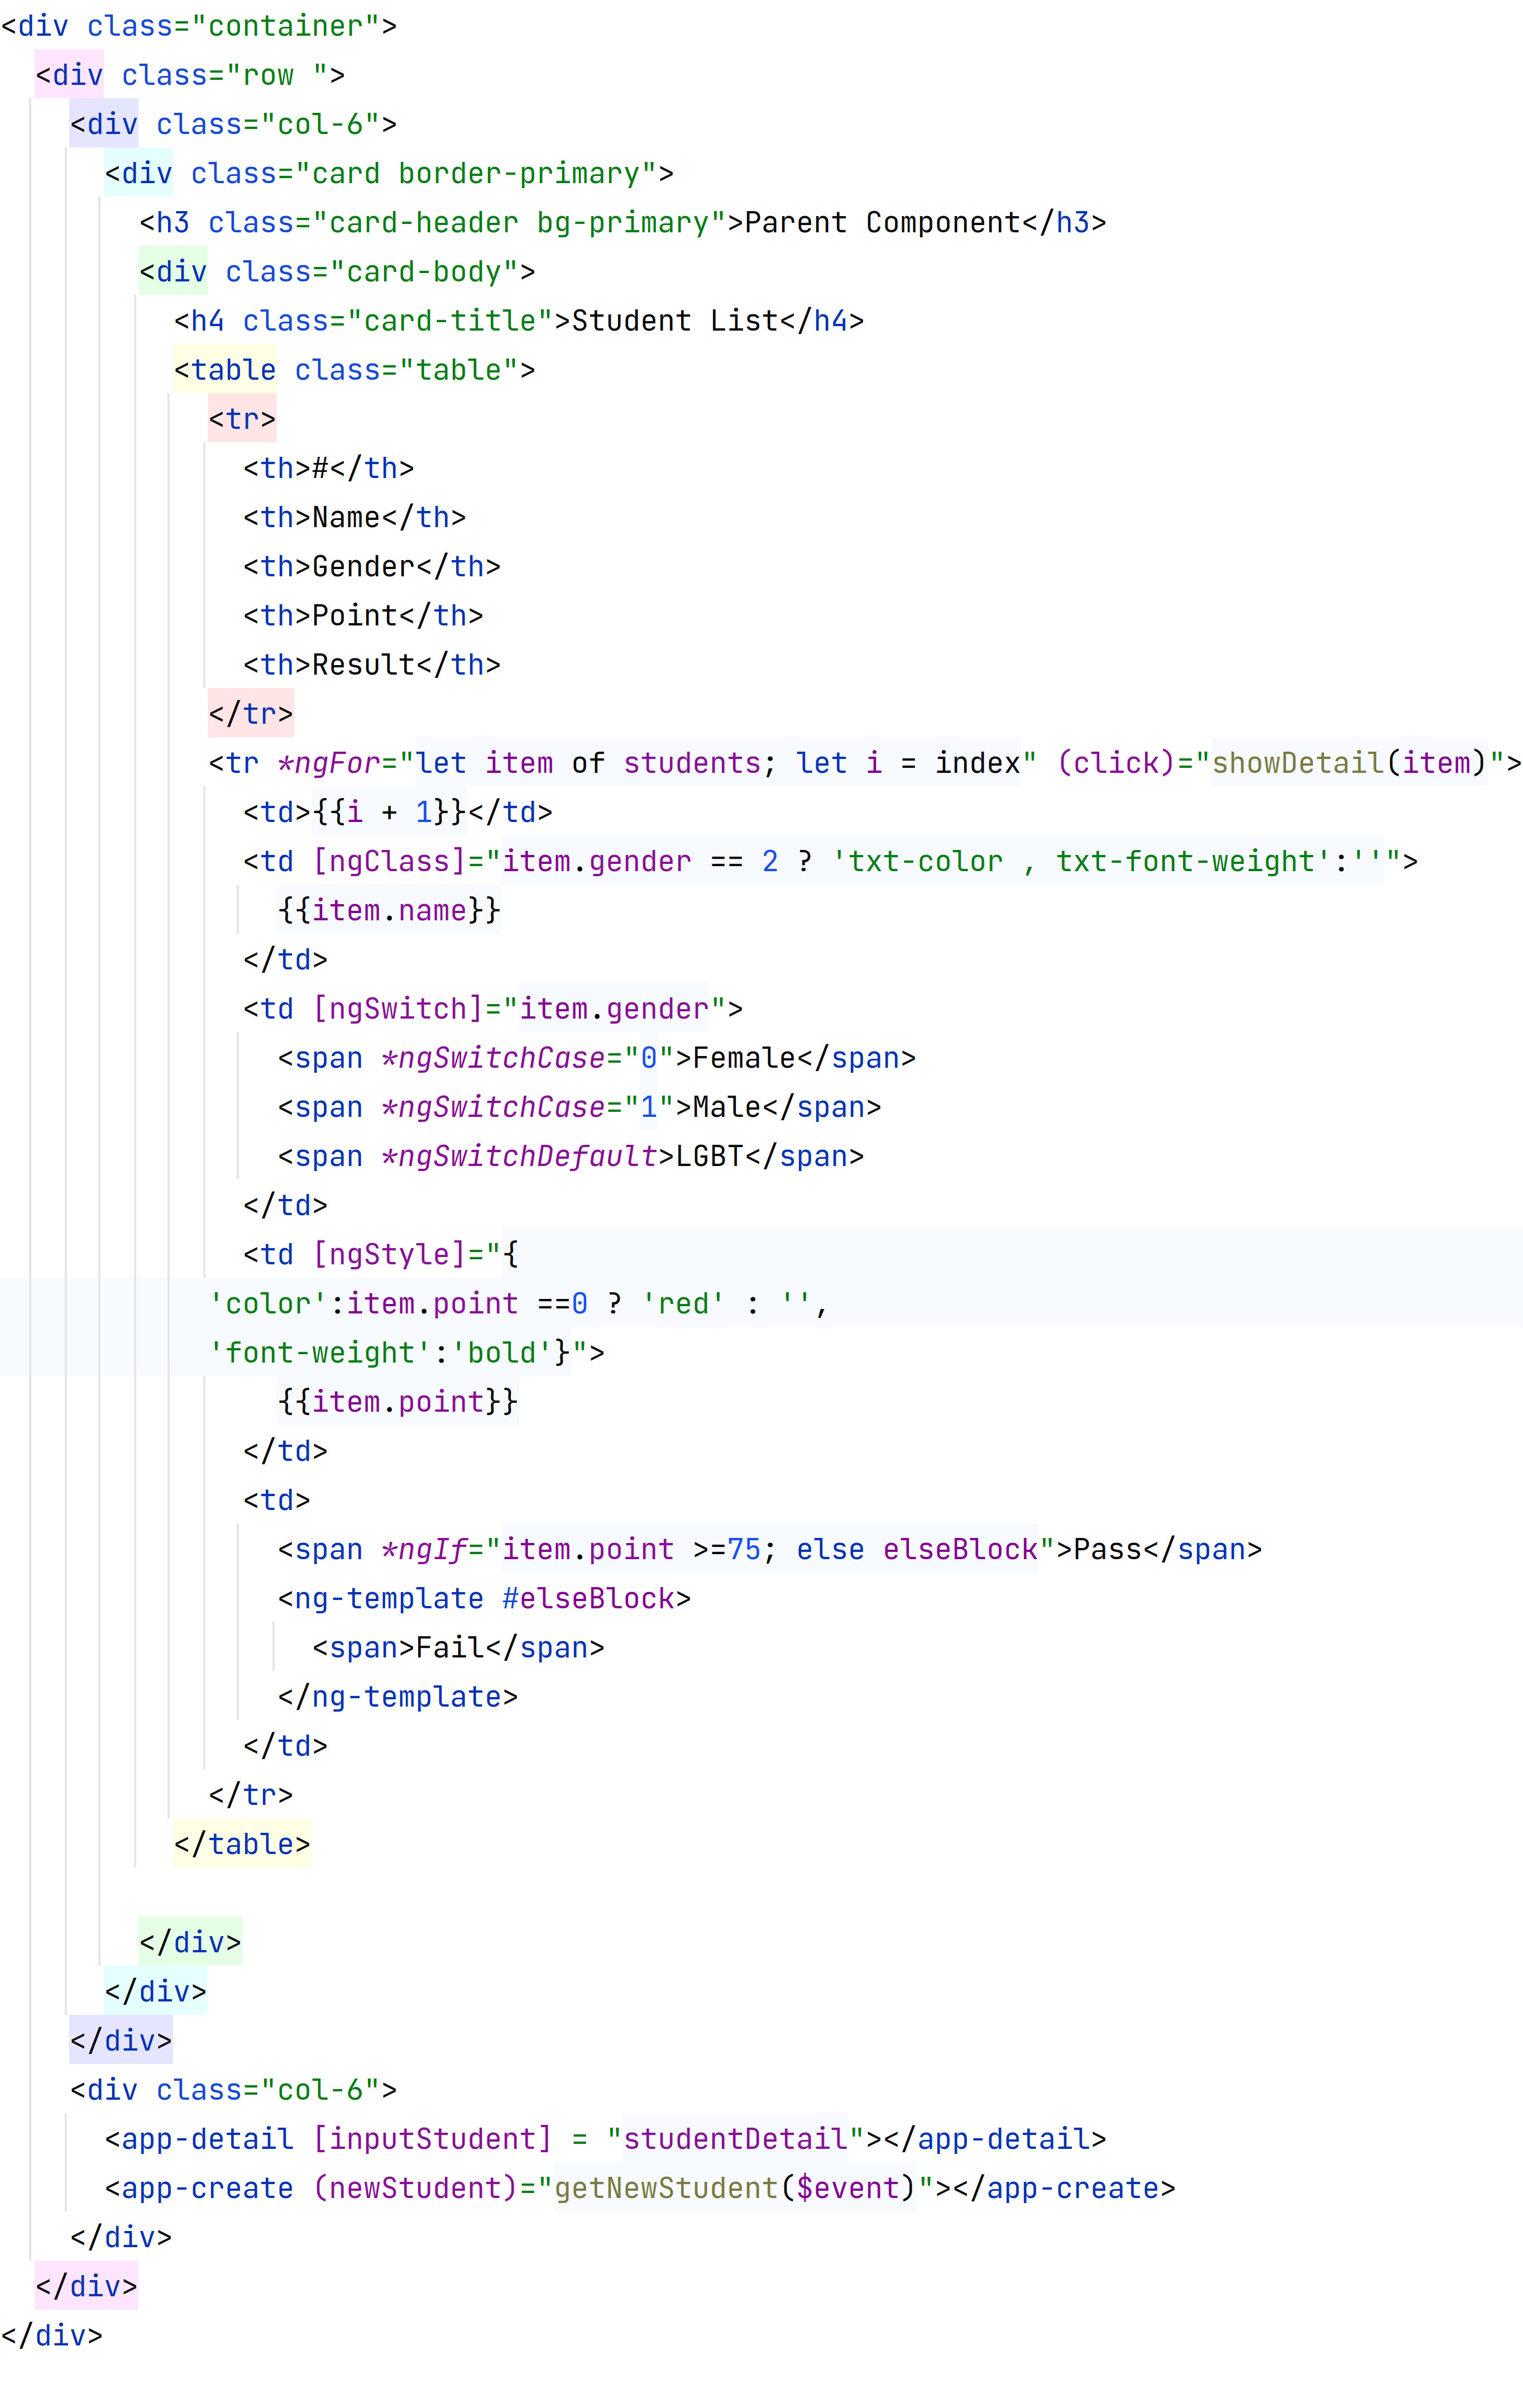 <div class="container">
  <div class="row ">
    <div class="col-6">
      <div class="card border-primary">
        <h3 class="card-header bg-primary">Parent Component</h3>
        <div class="card-body">
          <h4 class="card-title">Student List</h4>
          <table class="table">
            <tr>
              <th>#</th>
              <th>Name</th>
              <th>Gender</th>
              <th>Point</th>
              <th>Result</th>
            </tr>
            <tr *ngFor="let item of students; let i = index" (click)="showDetail(item)">
              <td>{{i + 1}}</td>
              <td [ngClass]="item.gender == 2 ? 'txt-color , txt-font-weight':''">
                {{item.name}}
              </td>
              <td [ngSwitch]="item.gender">
                <span *ngSwitchCase="0">Female</span>
                <span *ngSwitchCase="1">Male</span>
                <span *ngSwitchDefault>LGBT</span>
              </td>
              <td [ngStyle]="{
            'color':item.point ==0 ? 'red' : '',
            'font-weight':'bold'}">
                {{item.point}}
              </td>
              <td>
                <span *ngIf="item.point >=75; else elseBlock">Pass</span>
                <ng-template #elseBlock>
                  <span>Fail</span>
                </ng-template>
              </td>
            </tr>
          </table>

        </div>
      </div>
    </div>
    <div class="col-6">
      <app-detail [inputStudent] = "studentDetail"></app-detail>
      <app-create (newStudent)="getNewStudent($event)"></app-create>
    </div>
  </div>
</div>